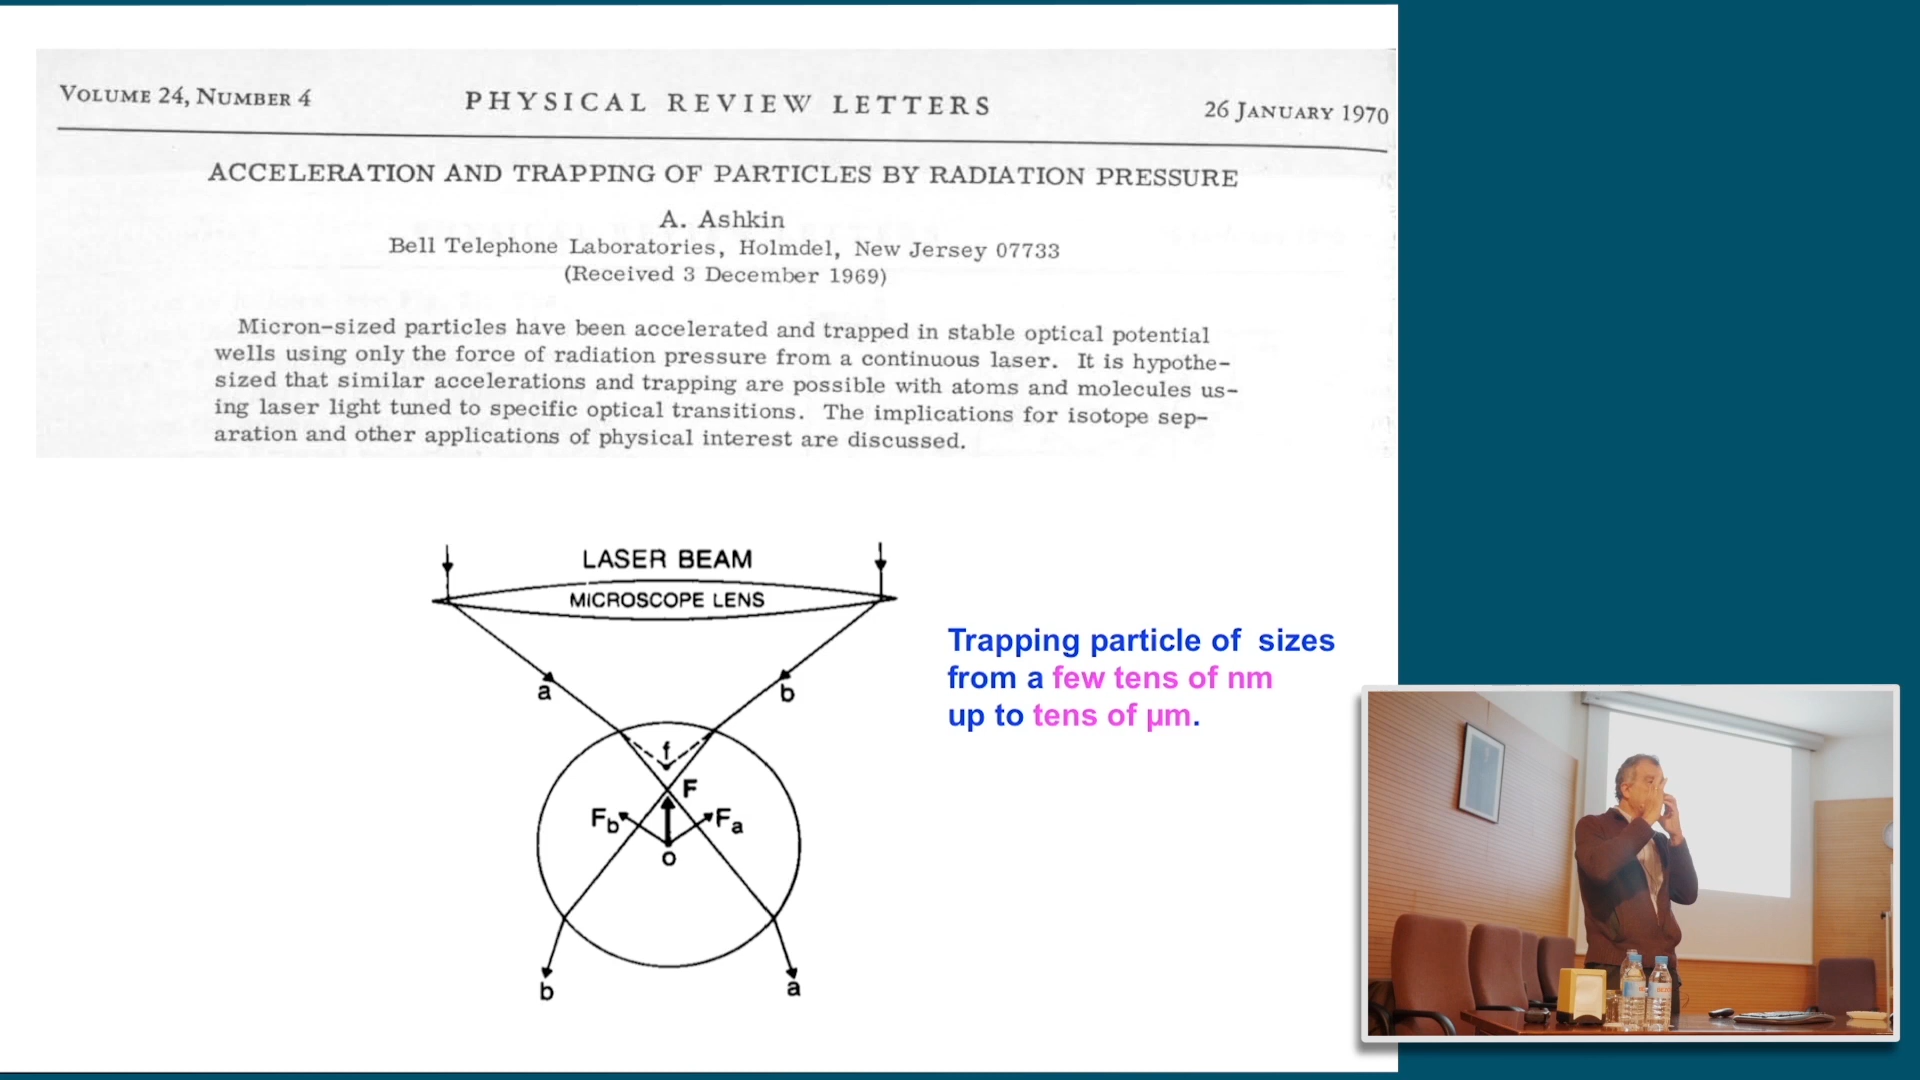 VOLUME 24, NUMBER 4 PHYSICAL REVIEW LETTERS 26 JANUARY 1970
ACCELERATION AND TRAPPING OF PARTICLES BY RADIATION PRESSURE
A. Ashkin
Bell Telephone Laboratories, Holmdel, New Jersey 07733
(Received 3 December 1969)
Micron-sized particles have been accelerated and trapped in stable optical potential
wells using only the force of radiation pressure from a continuous laser. It is hypothe-
sized that similar accelerations and trapping are possible with atoms and molecules us-
ing laser light tuned to specific optical transitions. The implications for isotope sep-
aration and other applications of physical interest are discussed.
LASER BEAM
MICROSCOPE LENS
Trapping particle of sizes
from a few tens of nm
up to tens of μm.
a b
f
F
Fb Fa
O
b a